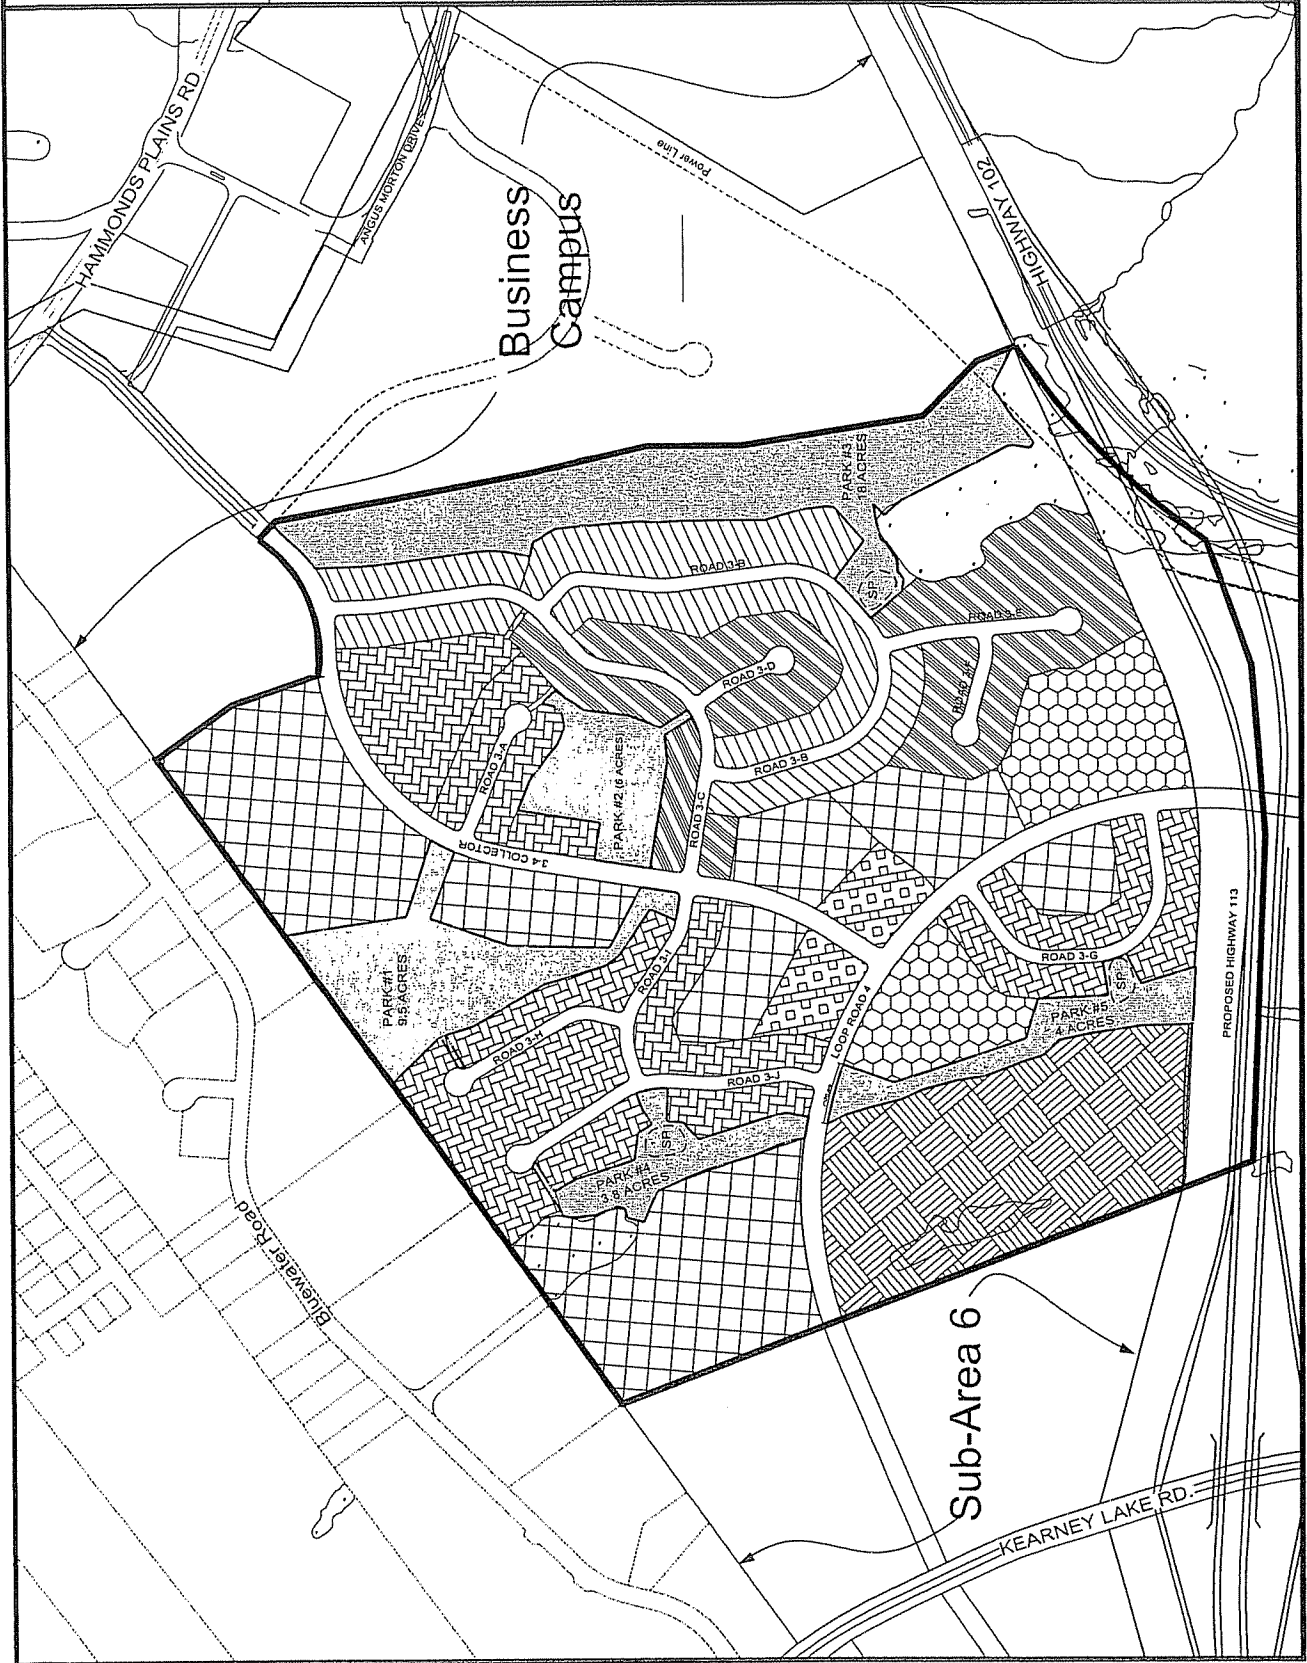 HAMMONDS PLAINS RD
ANGUS MORTON DRIVE
Power Line
HIGHWAY 102
Business
Campus
PARK #3
18 ACRES
ROAD 3-B
SP
ROAD 3-E
ROAD 3-D
ROAD 3-F
ROAD 3-A
PARK #2 (6 ACRES)
ROAD 3-B
ROAD 3-C
3-4 COLLECTOR
PARK #1
9.5 ACRES
ROAD 3-I
ROAD 3-G
PROPOSED HIGHWAY 113
SP
PARK #5
4 ACRES
ROAD 3-H
LOOP ROAD 4
ROAD 3-J
SP
PARK #4
3.8 ACRES
Bluewater Road
Sub-Area 6
KEARNEY LAKE RD.